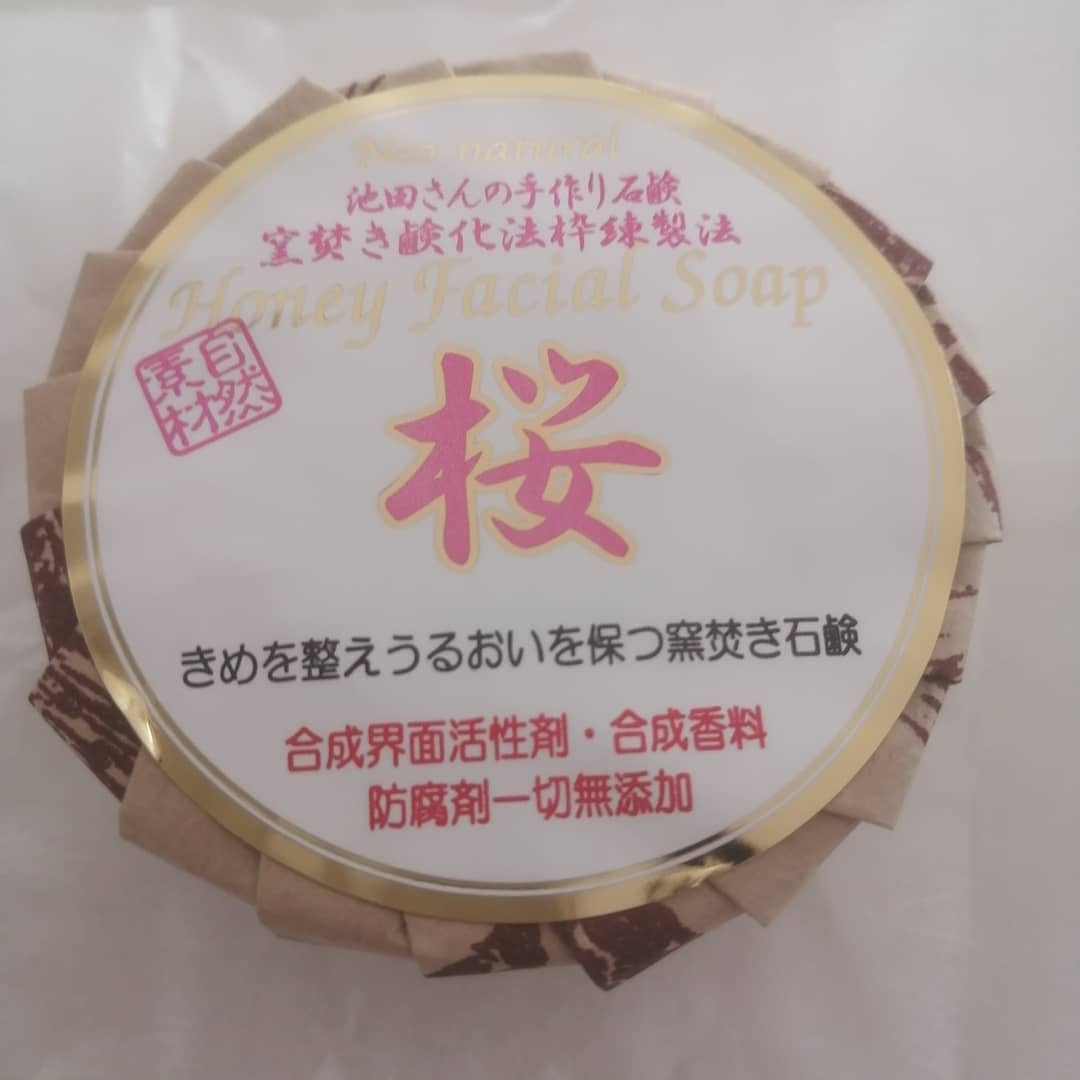 Neo-natural
池田さんの手作り石鹸
窯焚き鹸化法枠練製法
Honey Facial Soap
自然
素材
桜
きめを整えうるおいを保つ窯焚き石鹸
合成界面活性剤・合成香料
防腐剤一切無添加